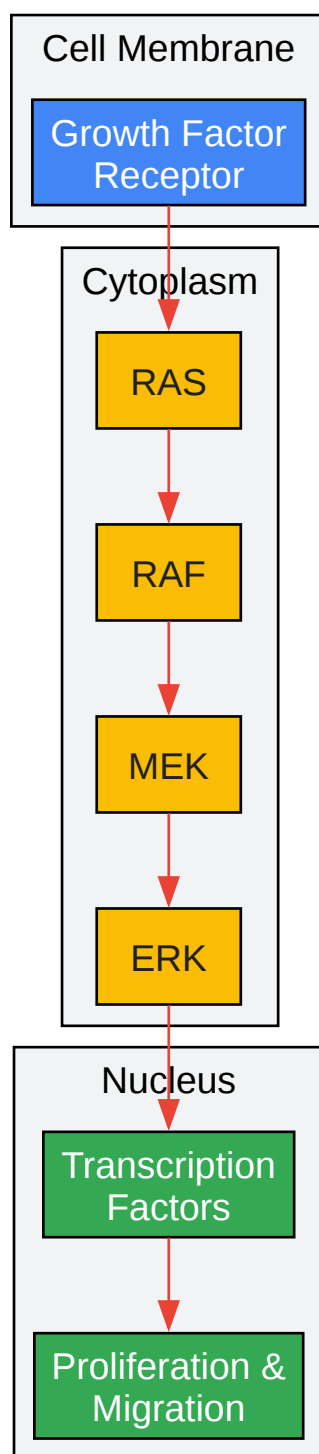 Cell Membrane
Growth Factor
Receptor
Cytoplasm
RAS
RAF
MEK
ERK
Nucleus
Transcription
Factors
Proliferation &
Migration